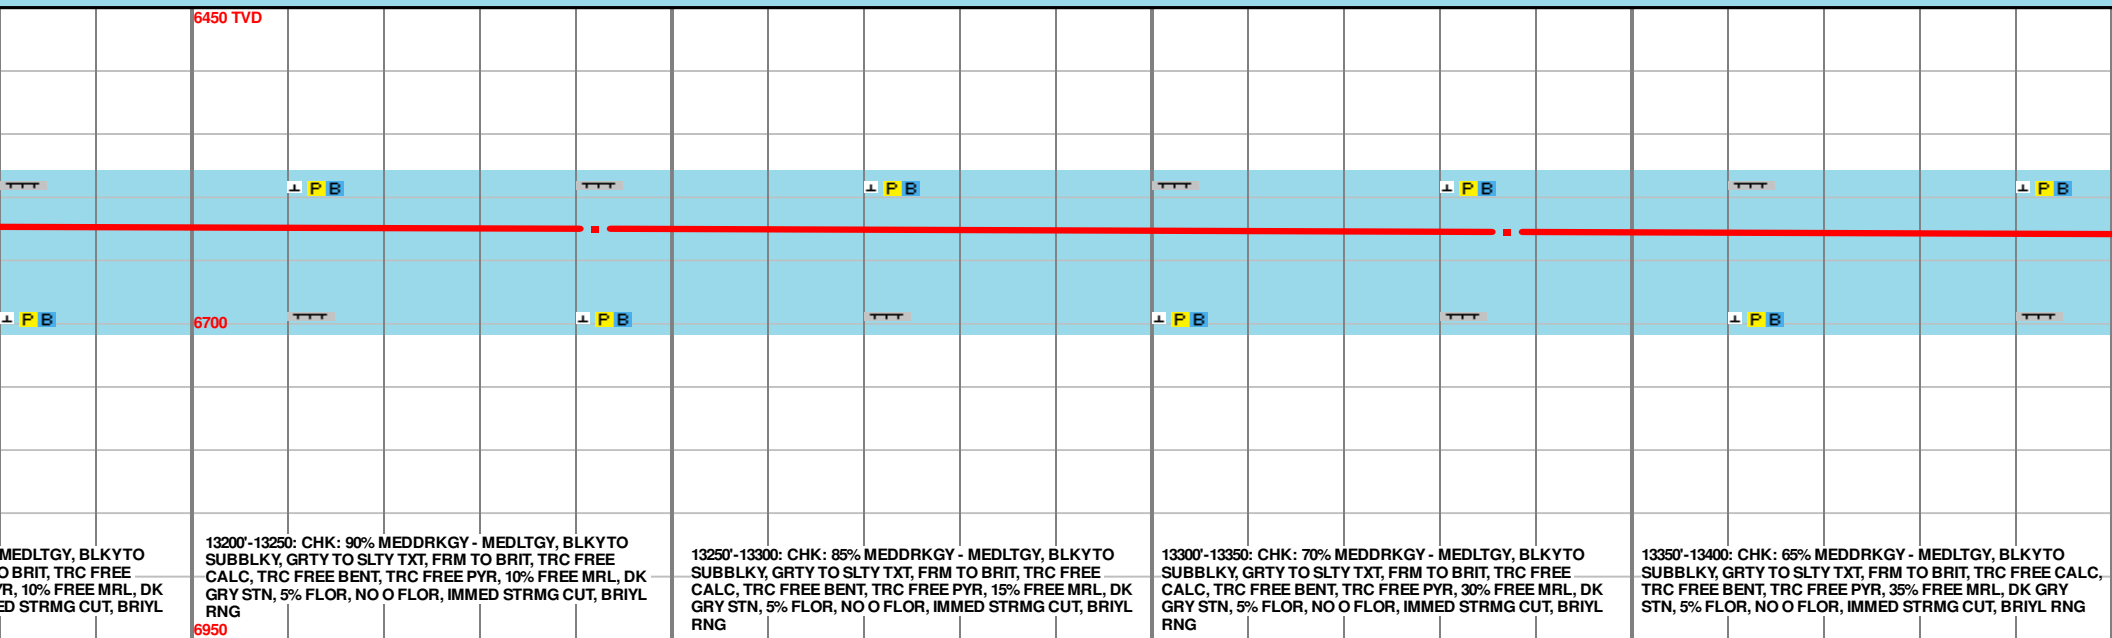 6450 TVD
⊥ P B
⊥ P B
⊥ P B
⊥ P B
⊥ P B
6700
⊥ P B
⊥ P B
⊥ P B
MEDLTGY, BLKYTO
O BRIT, TRC FREE
YR, 10% FREE MRL, DK
ED STRMG CUT, BRIYL
13200'-13250: CHK: 90% MEDDRKGY - MEDLTGY, BLKYTO
SUBBLKY, GRTY TO SLTY TXT, FRM TO BRIT, TRC FREE
CALC, TRC FREE BENT, TRC FREE PYR, 10% FREE MRL, DK
GRY STN, 5% FLOR, NO O FLOR, IMMED STRMG CUT, BRIYL
RNG
13250'-13300: CHK: 85% MEDDRKGY - MEDLTGY, BLKYTO
SUBBLKY, GRTY TO SLTY TXT, FRM TO BRIT, TRC FREE
CALC, TRC FREE BENT, TRC FREE PYR, 15% FREE MRL, DK
GRY STN, 5% FLOR, NO O FLOR, IMMED STRMG CUT, BRIYL
RNG
13300'-13350: CHK: 70% MEDDRKGY - MEDLTGY, BLKYTO
SUBBLKY, GRTY TO SLTY TXT, FRM TO BRIT, TRC FREE
CALC, TRC FREE BENT, TRC FREE PYR, 30% FREE MRL, DK
GRY STN, 5% FLOR, NO O FLOR, IMMED STRMG CUT, BRIYL
RNG
13350'-13400: CHK: 65% MEDDRKGY - MEDLTGY, BLKYTO
SUBBLKY, GRTY TO SLTY TXT, FRM TO BRIT, TRC FREE CALC,
TRC FREE BENT, TRC FREE PYR, 35% FREE MRL, DK GRY
STN, 5% FLOR, NO O FLOR, IMMED STRMG CUT, BRIYL RNG
6950